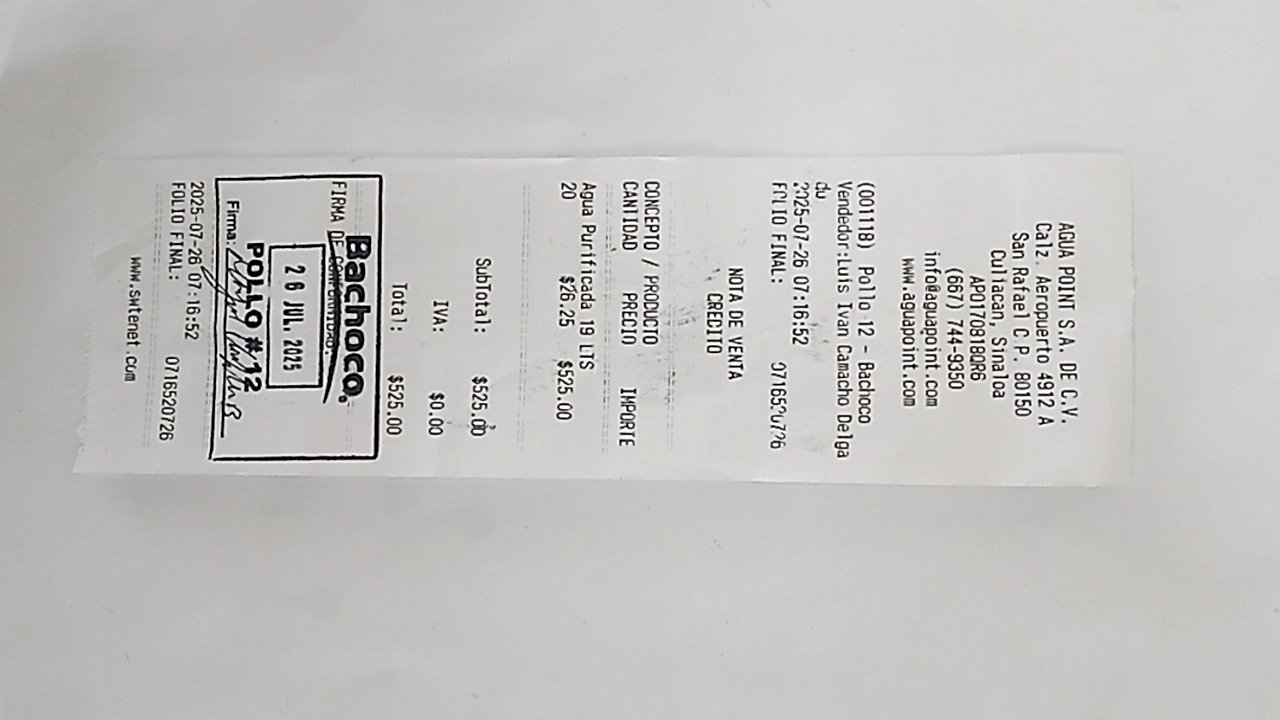 AGUA POINT S.A. DE C.V.
Calz. Aeropuerto 4912 A
San Rafael C.P. 80150
Culiacan, Sinaloa
APO170818QR6
(667) 744-9350
info@aguapoint.com
www.aguapoint.com
(001118) Pollo 12 - Bachoco
Vendedor:Luis Ivan Camacho Delga
du
2025-07-26 07:16:52
FOLIO FINAL: 0716520726
NOTA DE VENTA
CREDITO
CONCEPTO / PRODUCTO
CANTIDAD PRECIO IMPORTE
Agua Purificada 19 LTS
20 $26.25 $525.00
SubTotal: $525.00
IVA: $0.00
Total: $525.00
Bachoco.
FIRMA DE CONFORMIDAD.
26 JUL. 2025
POLLO #12
Firma:
2025-07-26 07:16:52
FOLIO FINAL: 0716520726
www.swtenet.com